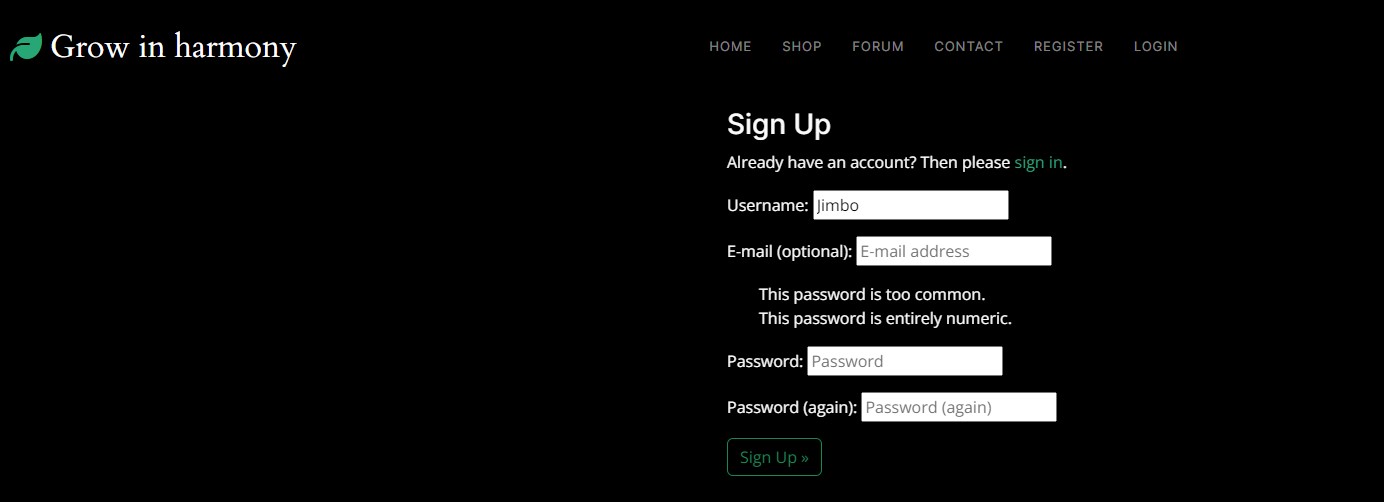 Grow in harmony
HOME SHOP FORUM CONTACT REGISTER LOGIN
Sign Up
Already have an account? Then please sign in.
Username: Jimbo
E-mail (optional): E-mail address
This password is too common.
This password is entirely numeric.
Password: Password
Password (again): Password (again)
Sign Up »